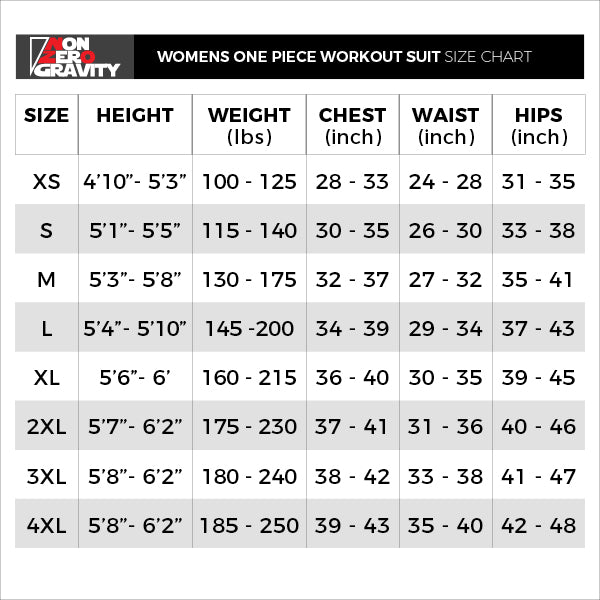 NON
ZERO
GRAVITY
WOMENS ONE PIECE WORKOUT SUIT SIZE CHART
SIZE HEIGHT WEIGHT (lbs) CHEST (inch) WAIST (inch) HIPS (inch)
XS 4’10”- 5’3” 100 - 125 28 - 33 24 - 28 31 - 35
S 5’1”- 5’5” 115 - 140 30 - 35 26 - 30 33 - 38
M 5’3”- 5’8” 130 - 175 32 - 37 27 - 32 35 - 41
L 5’4”- 5’10” 145 -200 34 - 39 29 - 34 37 - 43
XL 5’6”- 6’ 160 - 215 36 - 40 30 - 35 39 - 45
2XL 5’7”- 6’2” 175 - 230 37 - 41 31 - 36 40 - 46
3XL 5’8”- 6’2” 180 - 240 38 - 42 33 - 38 41 - 47
4XL 5’8”- 6’2” 185 - 250 39 - 43 35 - 40 42 - 48